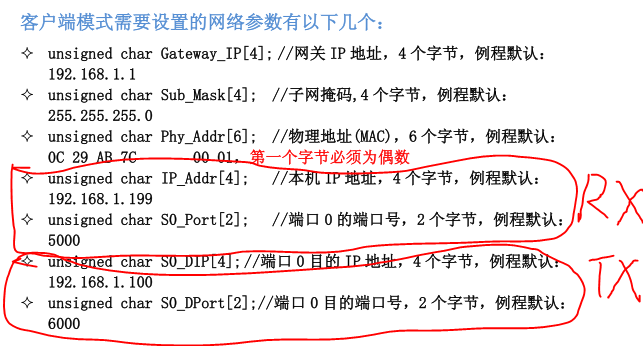 客户端模式需要设置的网络参数有以下几个：
✧ unsigned char Gateway_IP[4]; //网关 IP 地址，4 个字节，例程默认：
192.168.1.1
✧ unsigned char Sub_Mask[4]; //子网掩码,4 个字节，例程默认：
255.255.255.0
✧ unsigned char Phy_Addr[6]; //物理地址(MAC)，6 个字节，例程默认：
0C 29 AB 7C 00 01，第一个字节必须为偶数
✧ unsigned char IP_Addr[4]; //本机 IP 地址，4 个字节，例程默认：
192.168.1.199
✧ unsigned char S0_Port[2]; //端口 0 的端口号，2 个字节，例程默认：
5000
RX
✧ unsigned char S0_DIP[4]; //端口 0 目的 IP 地址，4 个字节，例程默认：
192.168.1.100
✧ unsigned char S0_DPort[2];//端口 0 目的端口号，2 个字节，例程默认：
6000
TX